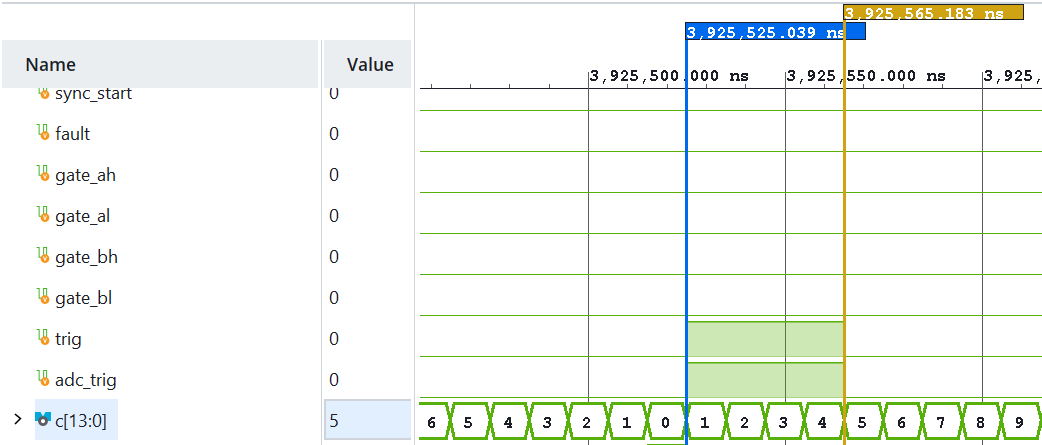 3,925,565.183 ns
3,925,525.039 ns
Name Value
3,925,500.000 ns 3,925,550.000 ns 3,925,
sync_start 0
fault 0
gate_ah 0
gate_al 0
gate_bh 0
gate_bl 0
trig 0
adc_trig 0
c[13:0] 5 6 5 4 3 2 1 0 1 2 3 4 5 6 7 8 9